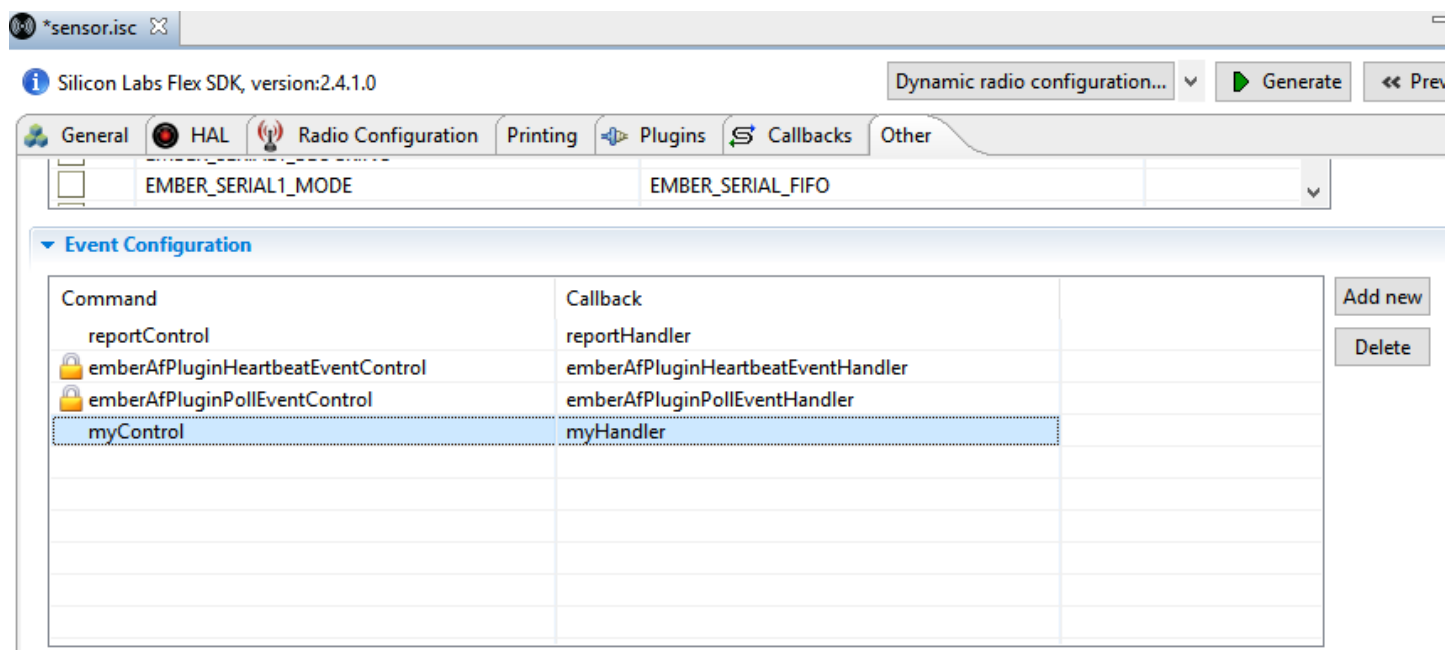 *sensor.isc
Silicon Labs Flex SDK, version:2.4.1.0 Dynamic radio configuration... Generate Prev
General HAL Radio Configuration Printing Plugins Callbacks Other
EMBER_SERIAL1_MODE EMBER_SERIAL_FIFO
Event Configuration
Command Callback Add new
reportControl reportHandler Delete
emberAfPluginHeartbeatEventControl emberAfPluginHeartbeatEventHandler
emberAfPluginPollEventControl emberAfPluginPollEventHandler
myControl myHandler